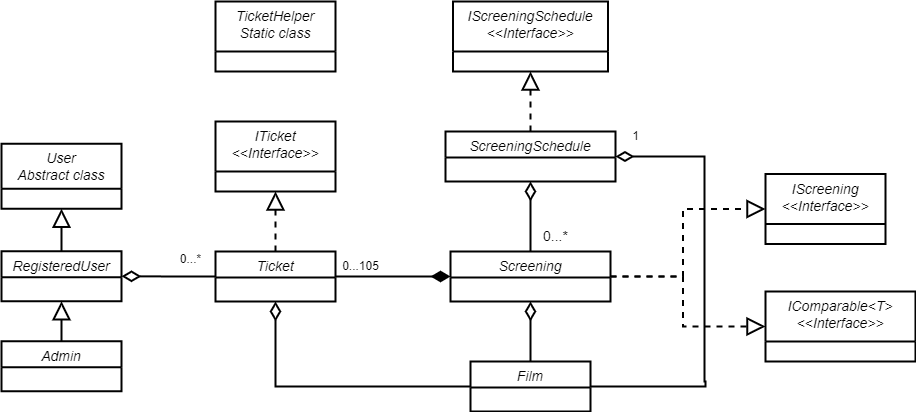 TicketHelper
Static class
IScreeningSchedule
<<Interface>>
ITicket
<<Interface>>
1
ScreeningSchedule
User
Abstract class
IScreening
<<Interface>>
0...*
0...*
RegisteredUser
Ticket
0...105
Screening
IComparable<T>
<<Interface>>
Admin
Film